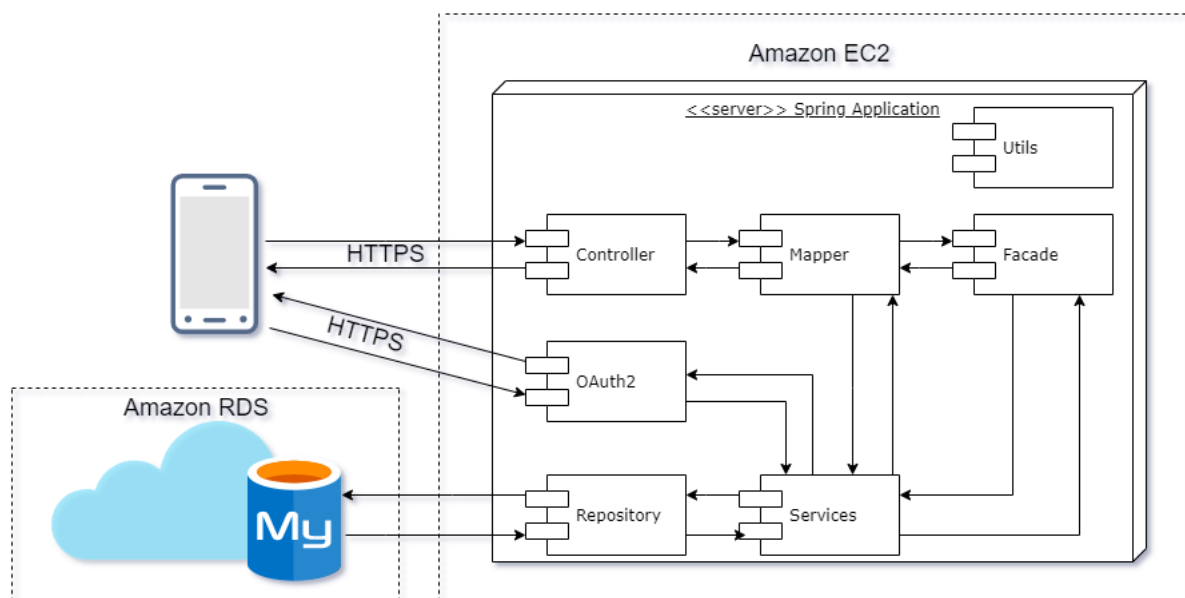 Amazon EC2
<<server>> Spring Application
Utils
HTTPS
Controller
Mapper
Facade
HTTPS
OAuth2
Amazon RDS
My
Repository
Services